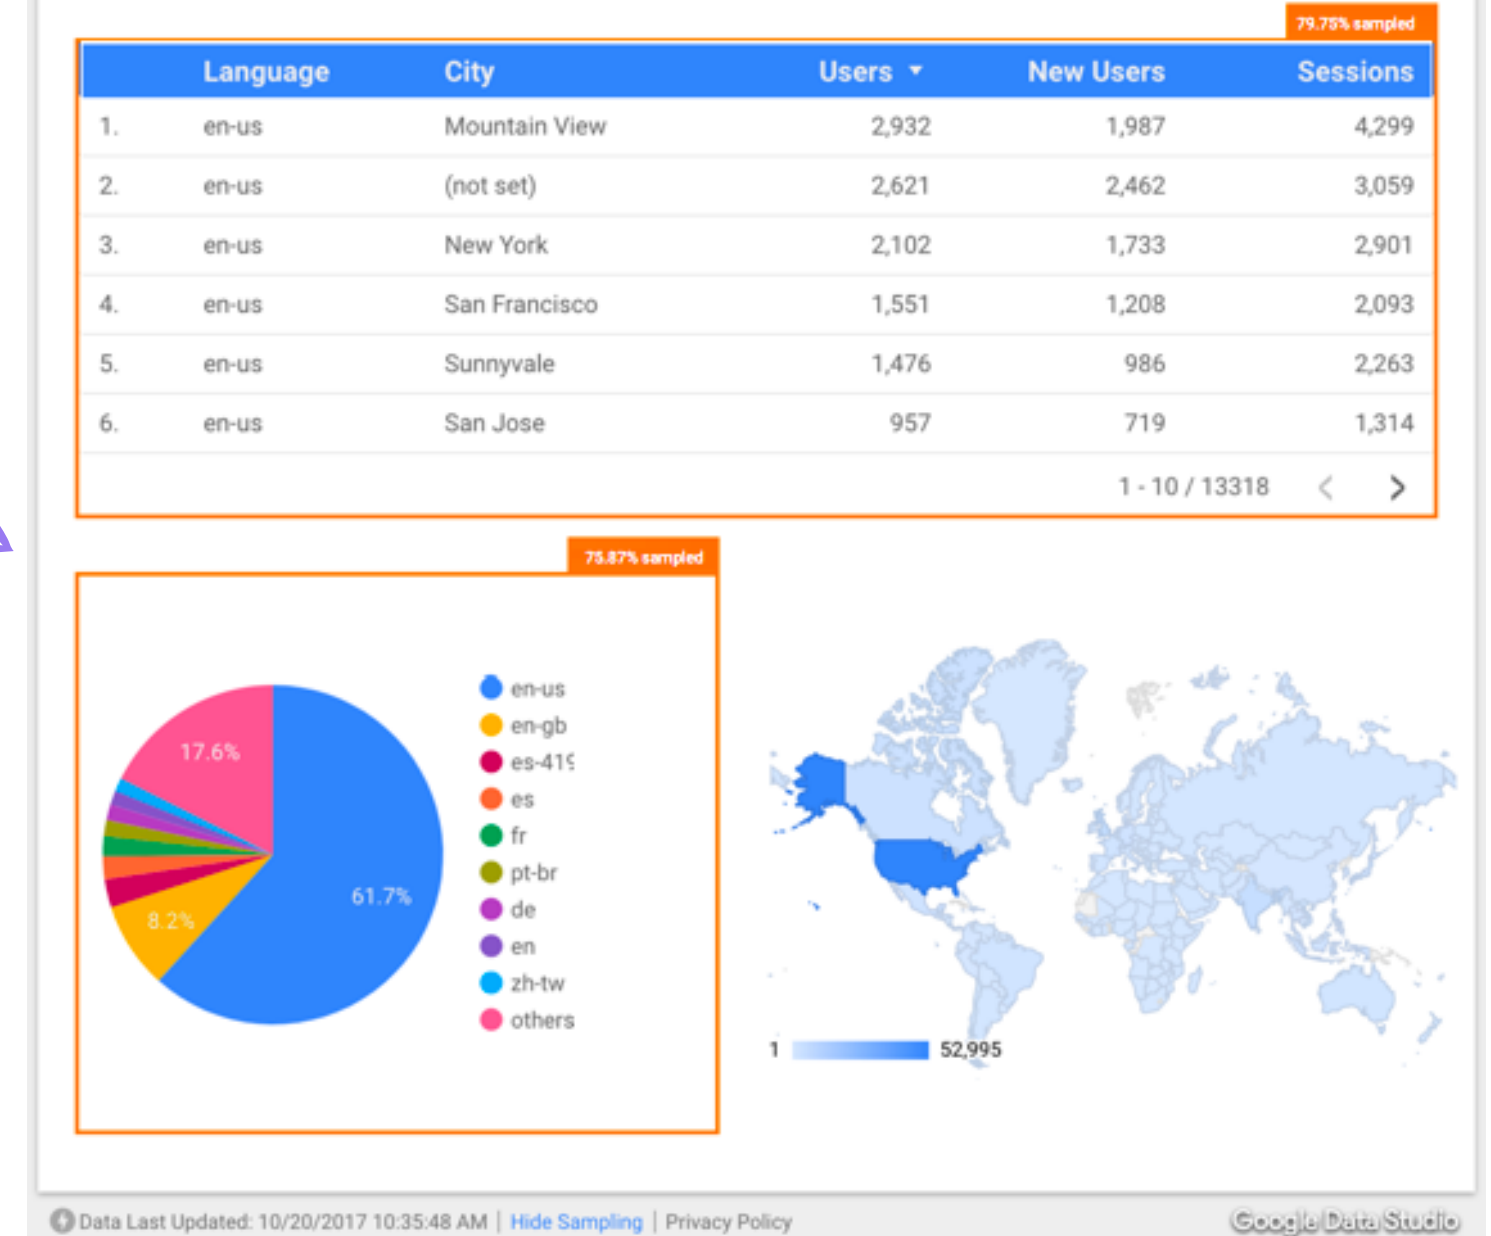 79.75% sampled
Language City Users New Users Sessions
1. en-us Mountain View 2,932 1,987 4,299
2. en-us (not set) 2,621 2,462 3,059
3. en-us New York 2,102 1,733 2,901
4. en-us San Francisco 1,551 1,208 2,093
5. en-us Sunnyvale 1,476 986 2,263
6. en-us San Jose 957 719 1,314
1 - 10 / 13318
75.87% sampled
17.6%
61.7%
8.2%
en-us
en-gb
es-419
es
fr
pt-br
de
en
zh-tw
others
1 52,995
Data Last Updated: 10/20/2017 10:35:48 AM | Hide Sampling | Privacy Policy
Google Data Studio